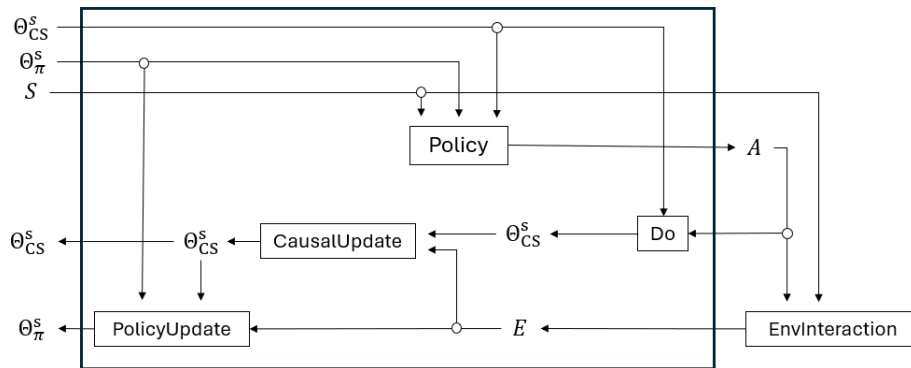 Θ^s_CS
Θ^s_π
S
Policy
A
Θ^s_CS
Θ^s_CS
CausalUpdate
Θ^s_CS
Do
Θ^s_π
PolicyUpdate
E
EnvInteraction